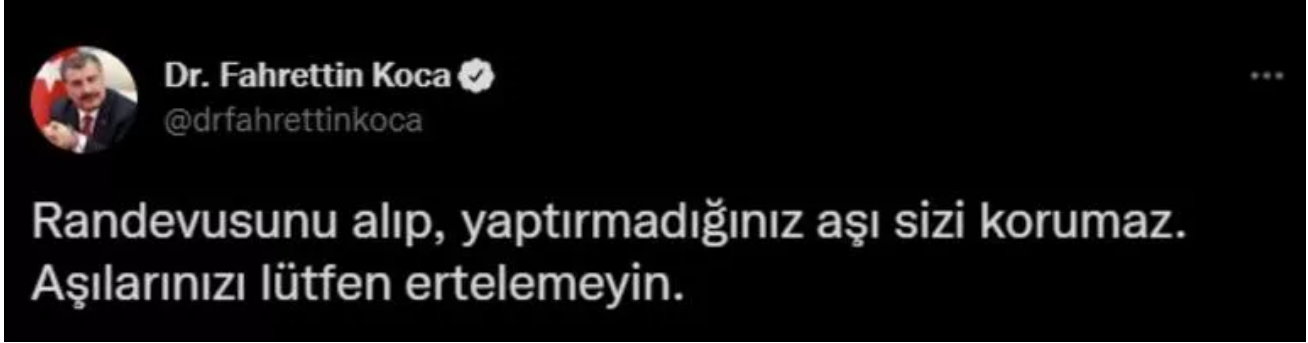 Dr. Fahrettin Koca
@drfahrettinkoca
Randevusunu alıp, yaptırmadığınız aşı sizi korumaz.
Aşılarınızı lütfen ertelemeyin.